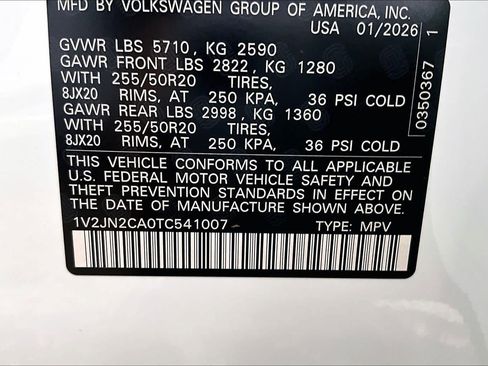 MFD BY VOLKSWAGEN GROUP OF AMERICA, INC.
USA 01/2026
GVWR LBS 5710, KG 2590
GAWR FRONT LBS 2822, KG 1280
WITH 255/50R20 TIRES,
8JX20 RIMS, AT 250 KPA, 36 PSI COLD
GAWR REAR LBS 2998, KG 1360
WITH 255/50R20 TIRES,
8JX20 RIMS, AT 250 KPA, 36 PSI COLD
THIS VEHICLE CONFORMS TO ALL APPLICABLE
U.S. FEDERAL MOTOR VEHICLE SAFETY AND
THEFT PREVENTION STANDARDS IN EFFECT ON
THE DATE OF MANUFACTURE SHOWN ABOVE.
1V2JN2CA0TC541007 TYPE: MPV
0350367 1